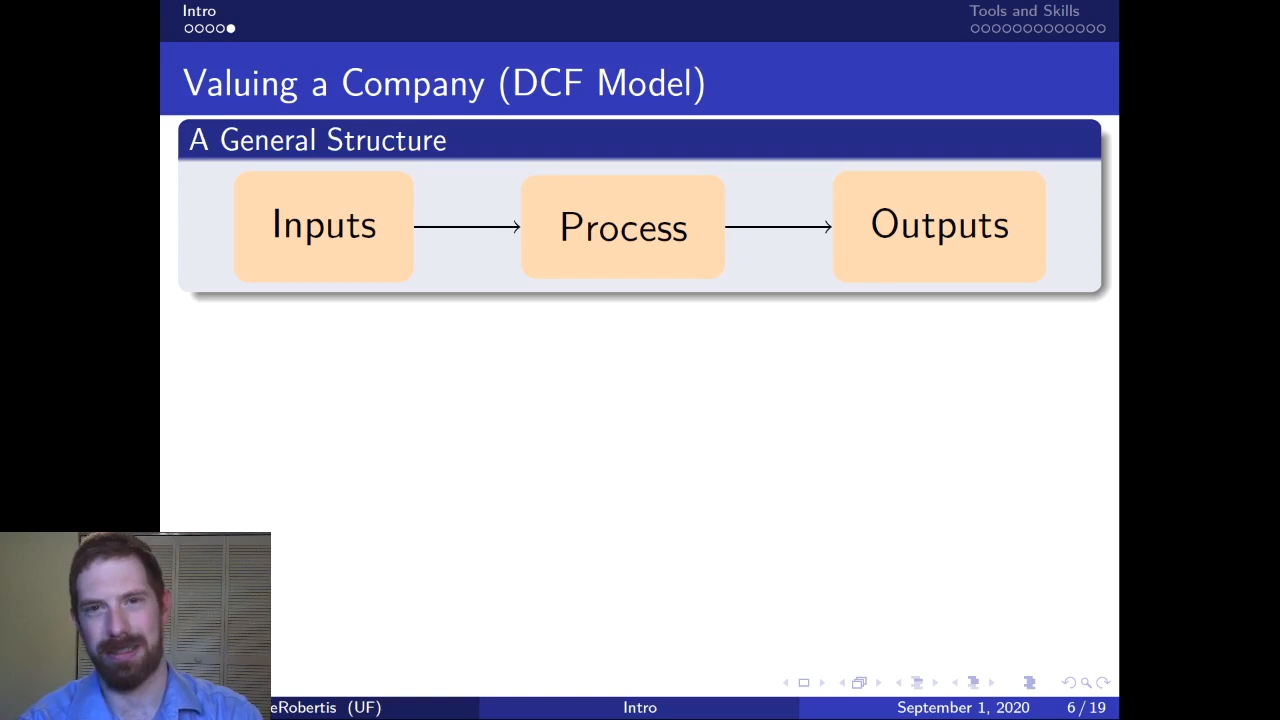 Intro
Tools and Skills
Valuing a Company (DCF Model)
A General Structure
Inputs
Process
Outputs
eRobertis (UF)
Intro
September 1, 2020
6 / 19